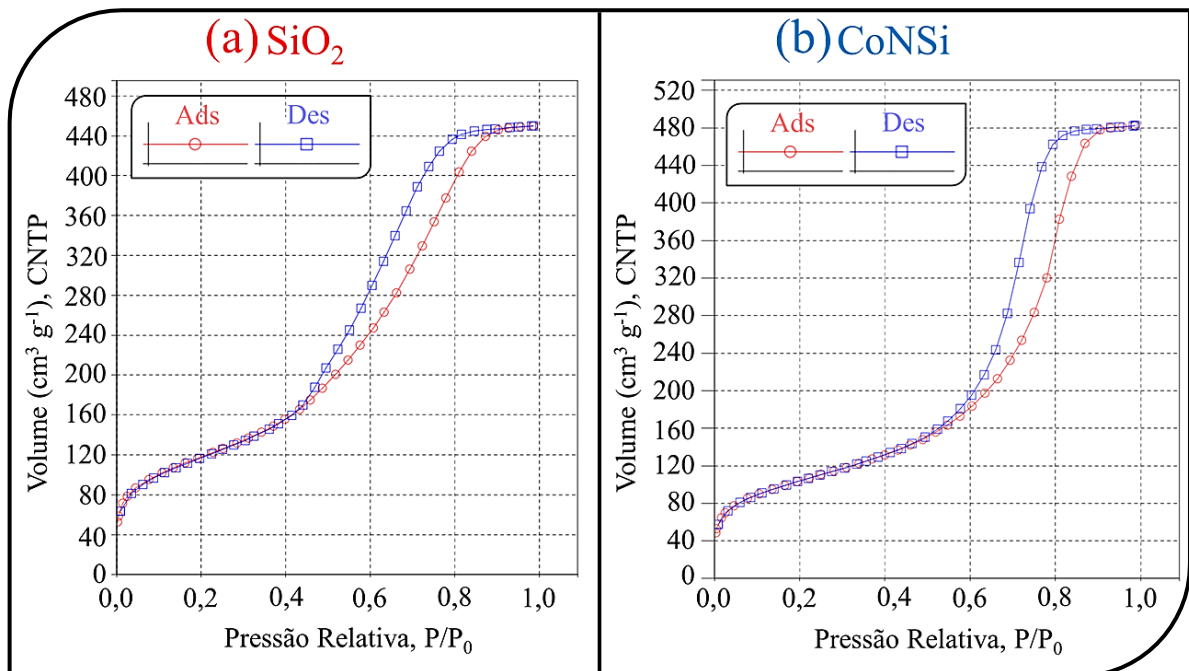 (a) SiO₂
480
440
400
360
320
280
240
200
160
120
80
40
0
0,0 0,2 0,4 0,6 0,8 1,0
Volume (cm³ g⁻¹), CNTP
Pressão Relativa, P/P₀
Ads Des
(b) CoNSi
520
480
440
400
360
320
280
240
200
160
120
80
40
0
0,0 0,2 0,4 0,6 0,8 1,0
Volume (cm³ g⁻¹), CNTP
Pressão Relativa, P/P₀
Ads Des